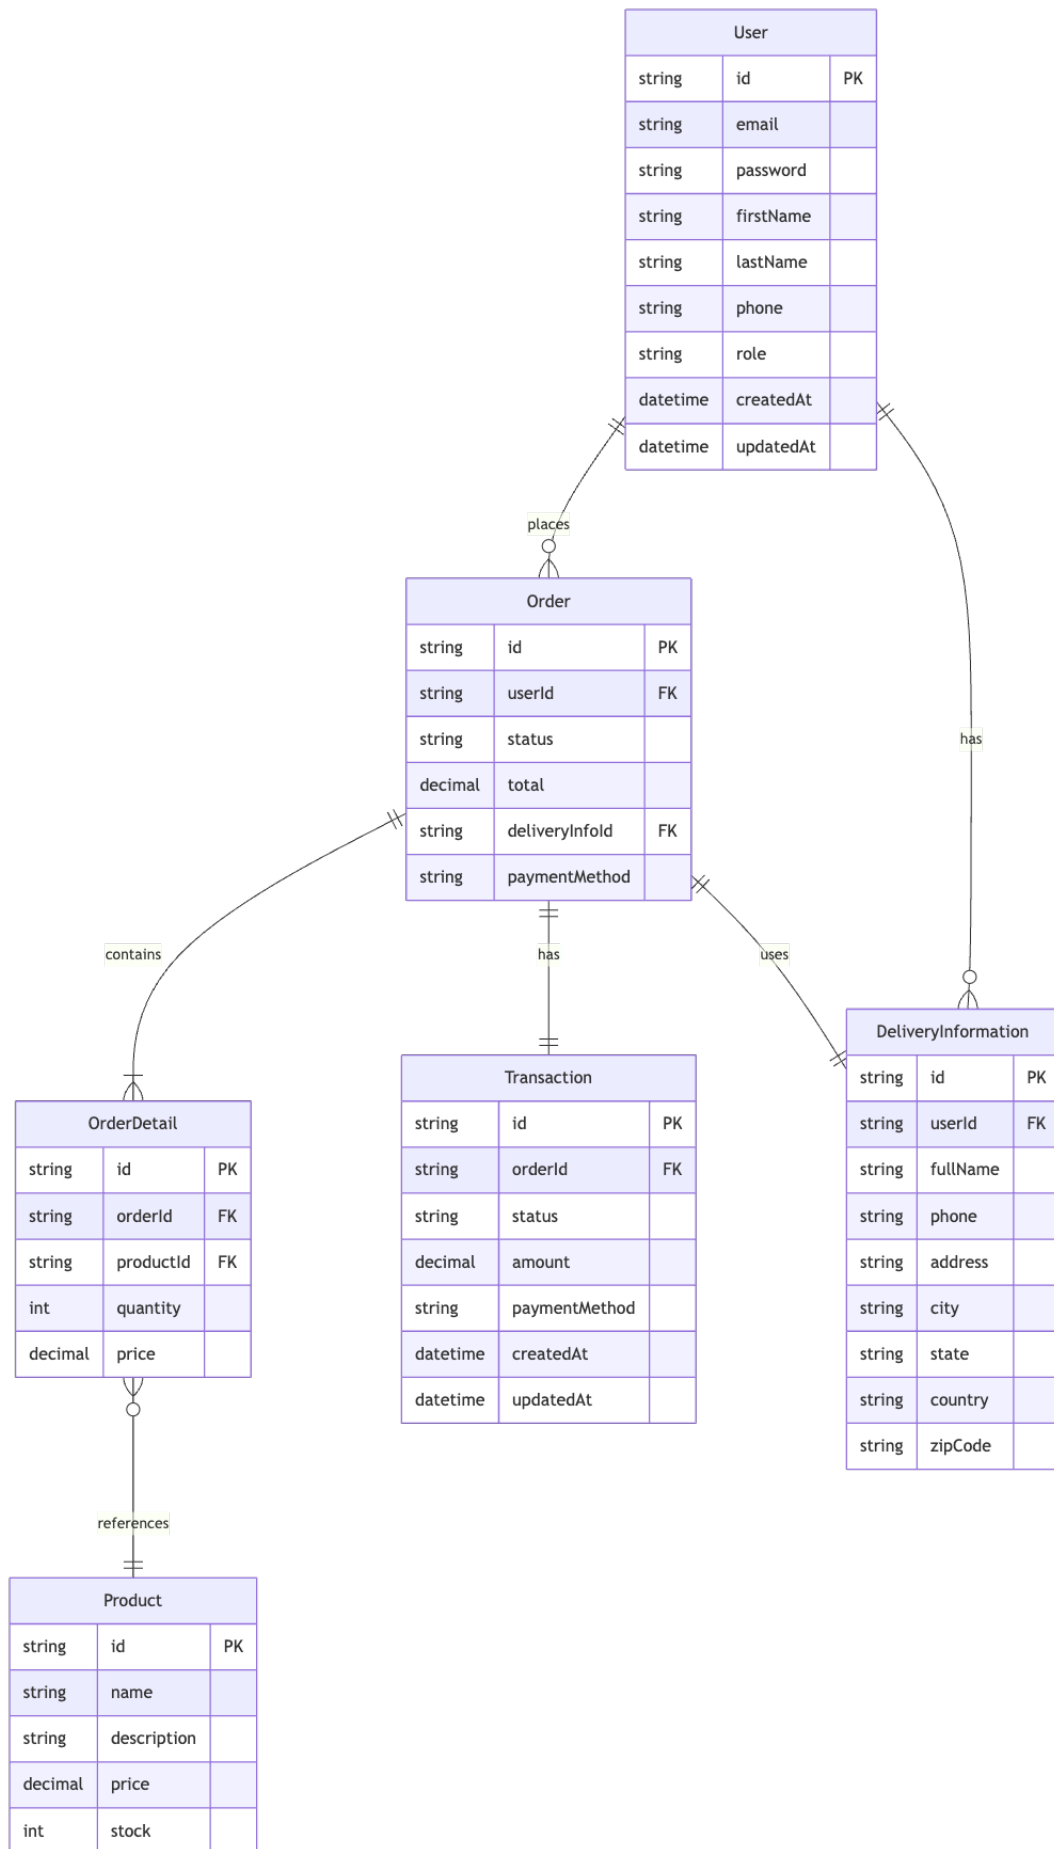 User
string id PK
string email
string password
string firstName
string lastName
string phone
string role
datetime createdAt
datetime updatedAt
places
has
Order
string id PK
string userId FK
string status
decimal total
string deliveryInfoId FK
string paymentMethod
contains
has
uses
OrderDetail
string id PK
string orderId FK
string productId FK
int quantity
decimal price
Transaction
string id PK
string orderId FK
string status
decimal amount
string paymentMethod
datetime createdAt
datetime updatedAt
DeliveryInformation
string id PK
string userId FK
string fullName
string phone
string address
string city
string state
string country
string zipCode
references
Product
string id PK
string name
string description
decimal price
int stock